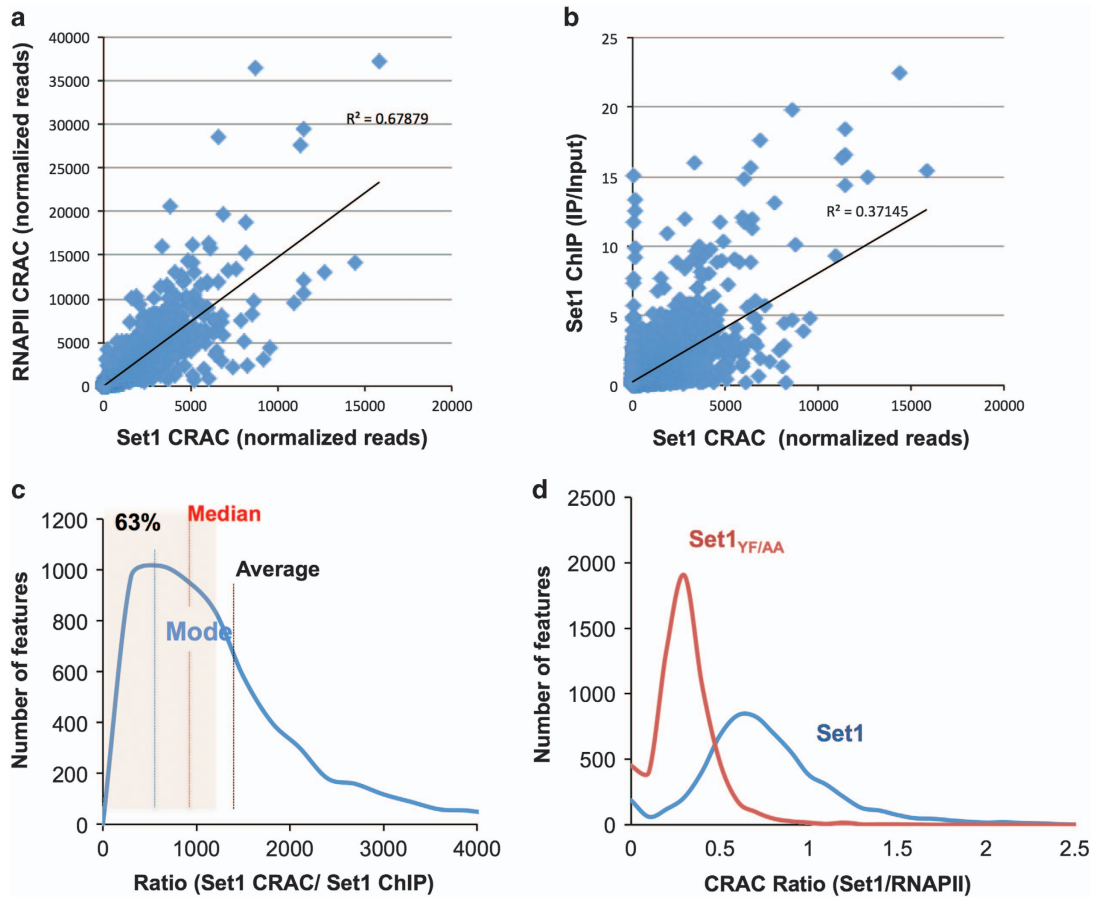 a
RNAPII CRAC (normalized reads)
40000
35000
30000
25000
20000
15000
10000
5000
0
R² = 0.67879
0 5000 10000 15000 20000
Set1 CRAC (normalized reads)
b
Set1 ChIP (IP/Input)
25
20
15
10
5
0
R² = 0.37145
0 5000 10000 15000 20000
Set1 CRAC (normalized reads)
c
Number of features
1200
1000
800
600
400
200
0
63%
Median
Average
Mode
0 1000 2000 3000 4000
Ratio (Set1 CRAC/ Set1 ChIP)
d
Number of features
2500
2000
1500
1000
500
0
Set1YF/AA
Set1
0 0.5 1 1.5 2 2.5
CRAC Ratio (Set1/RNAPII)